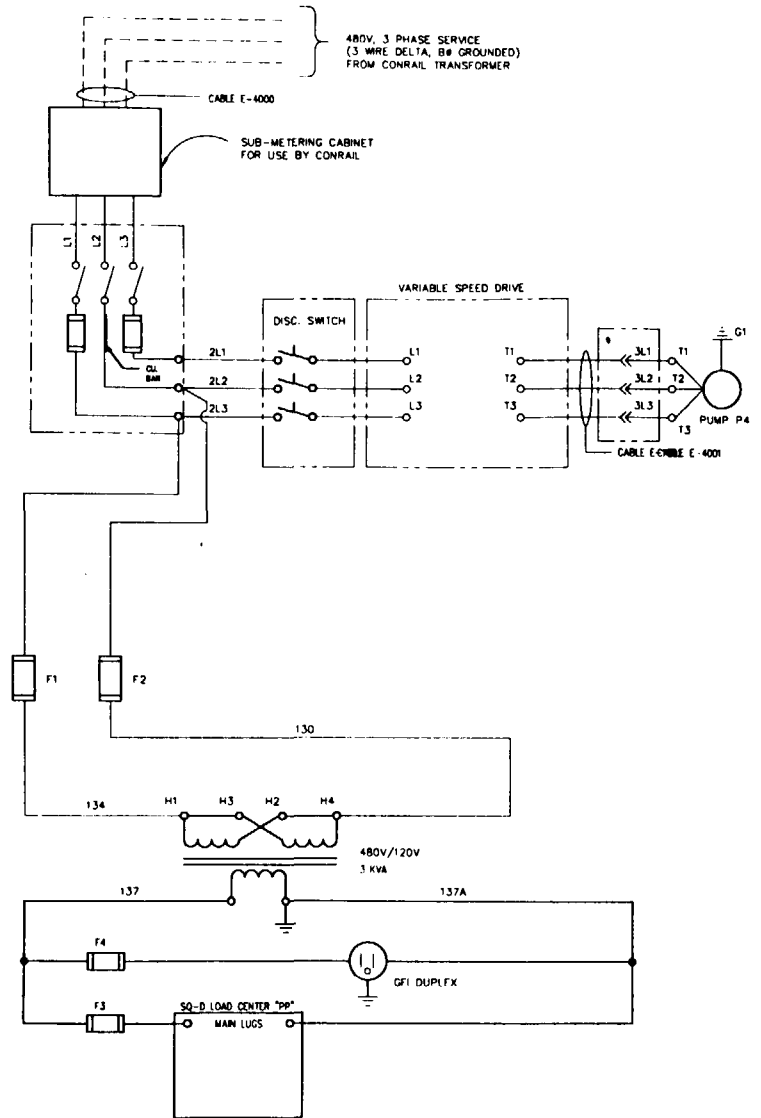 480V, 3 PHASE SERVICE
(3 WIRE DELTA, BØ GROUNDED)
FROM CONRAIL TRANSFORMER
CABLE E-4000
SUB-METERING CABINET
FOR USE BY CONRAIL
L1
L2
L3
VARIABLE SPEED DRIVE
DISC. SWITCH
G1
CU.
BAR
2L1
2L2
2L3
L1
L2
L3
T1
T2
T3
3L1
3L2
3L3
T1
T2
T3
PUMP P4
CABLE E-4001
F1
F2
130
134
H1
H3
H2
H4
480V/120V
3 KVA
137
137A
F4
GFI DUPLEX
F3
SQ-D LOAD CENTER "PP"
MAIN LUGS